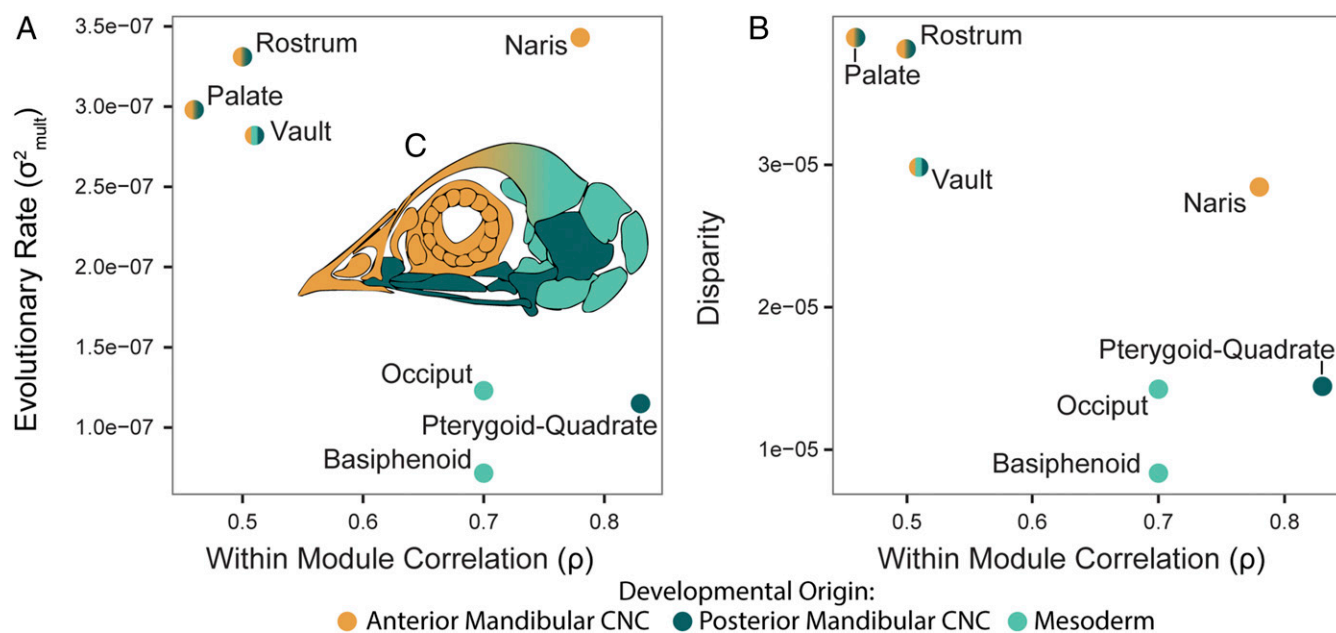 A
Evolutionary Rate (σ²mult)
3.5e−07
3.0e−07
2.5e−07
2.0e−07
1.5e−07
1.0e−07
Rostrum
Naris
Palate
Vault
C
Occiput
Pterygoid-Quadrate
Basiphenoid
0.5 0.6 0.7 0.8
Within Module Correlation (ρ)
B
Disparity
3e−05
2e−05
1e−05
Rostrum
Palate
Vault
Naris
Pterygoid-Quadrate
Occiput
Basiphenoid
0.5 0.6 0.7 0.8
Within Module Correlation (ρ)
Developmental Origin:
Anterior Mandibular CNC Posterior Mandibular CNC Mesoderm